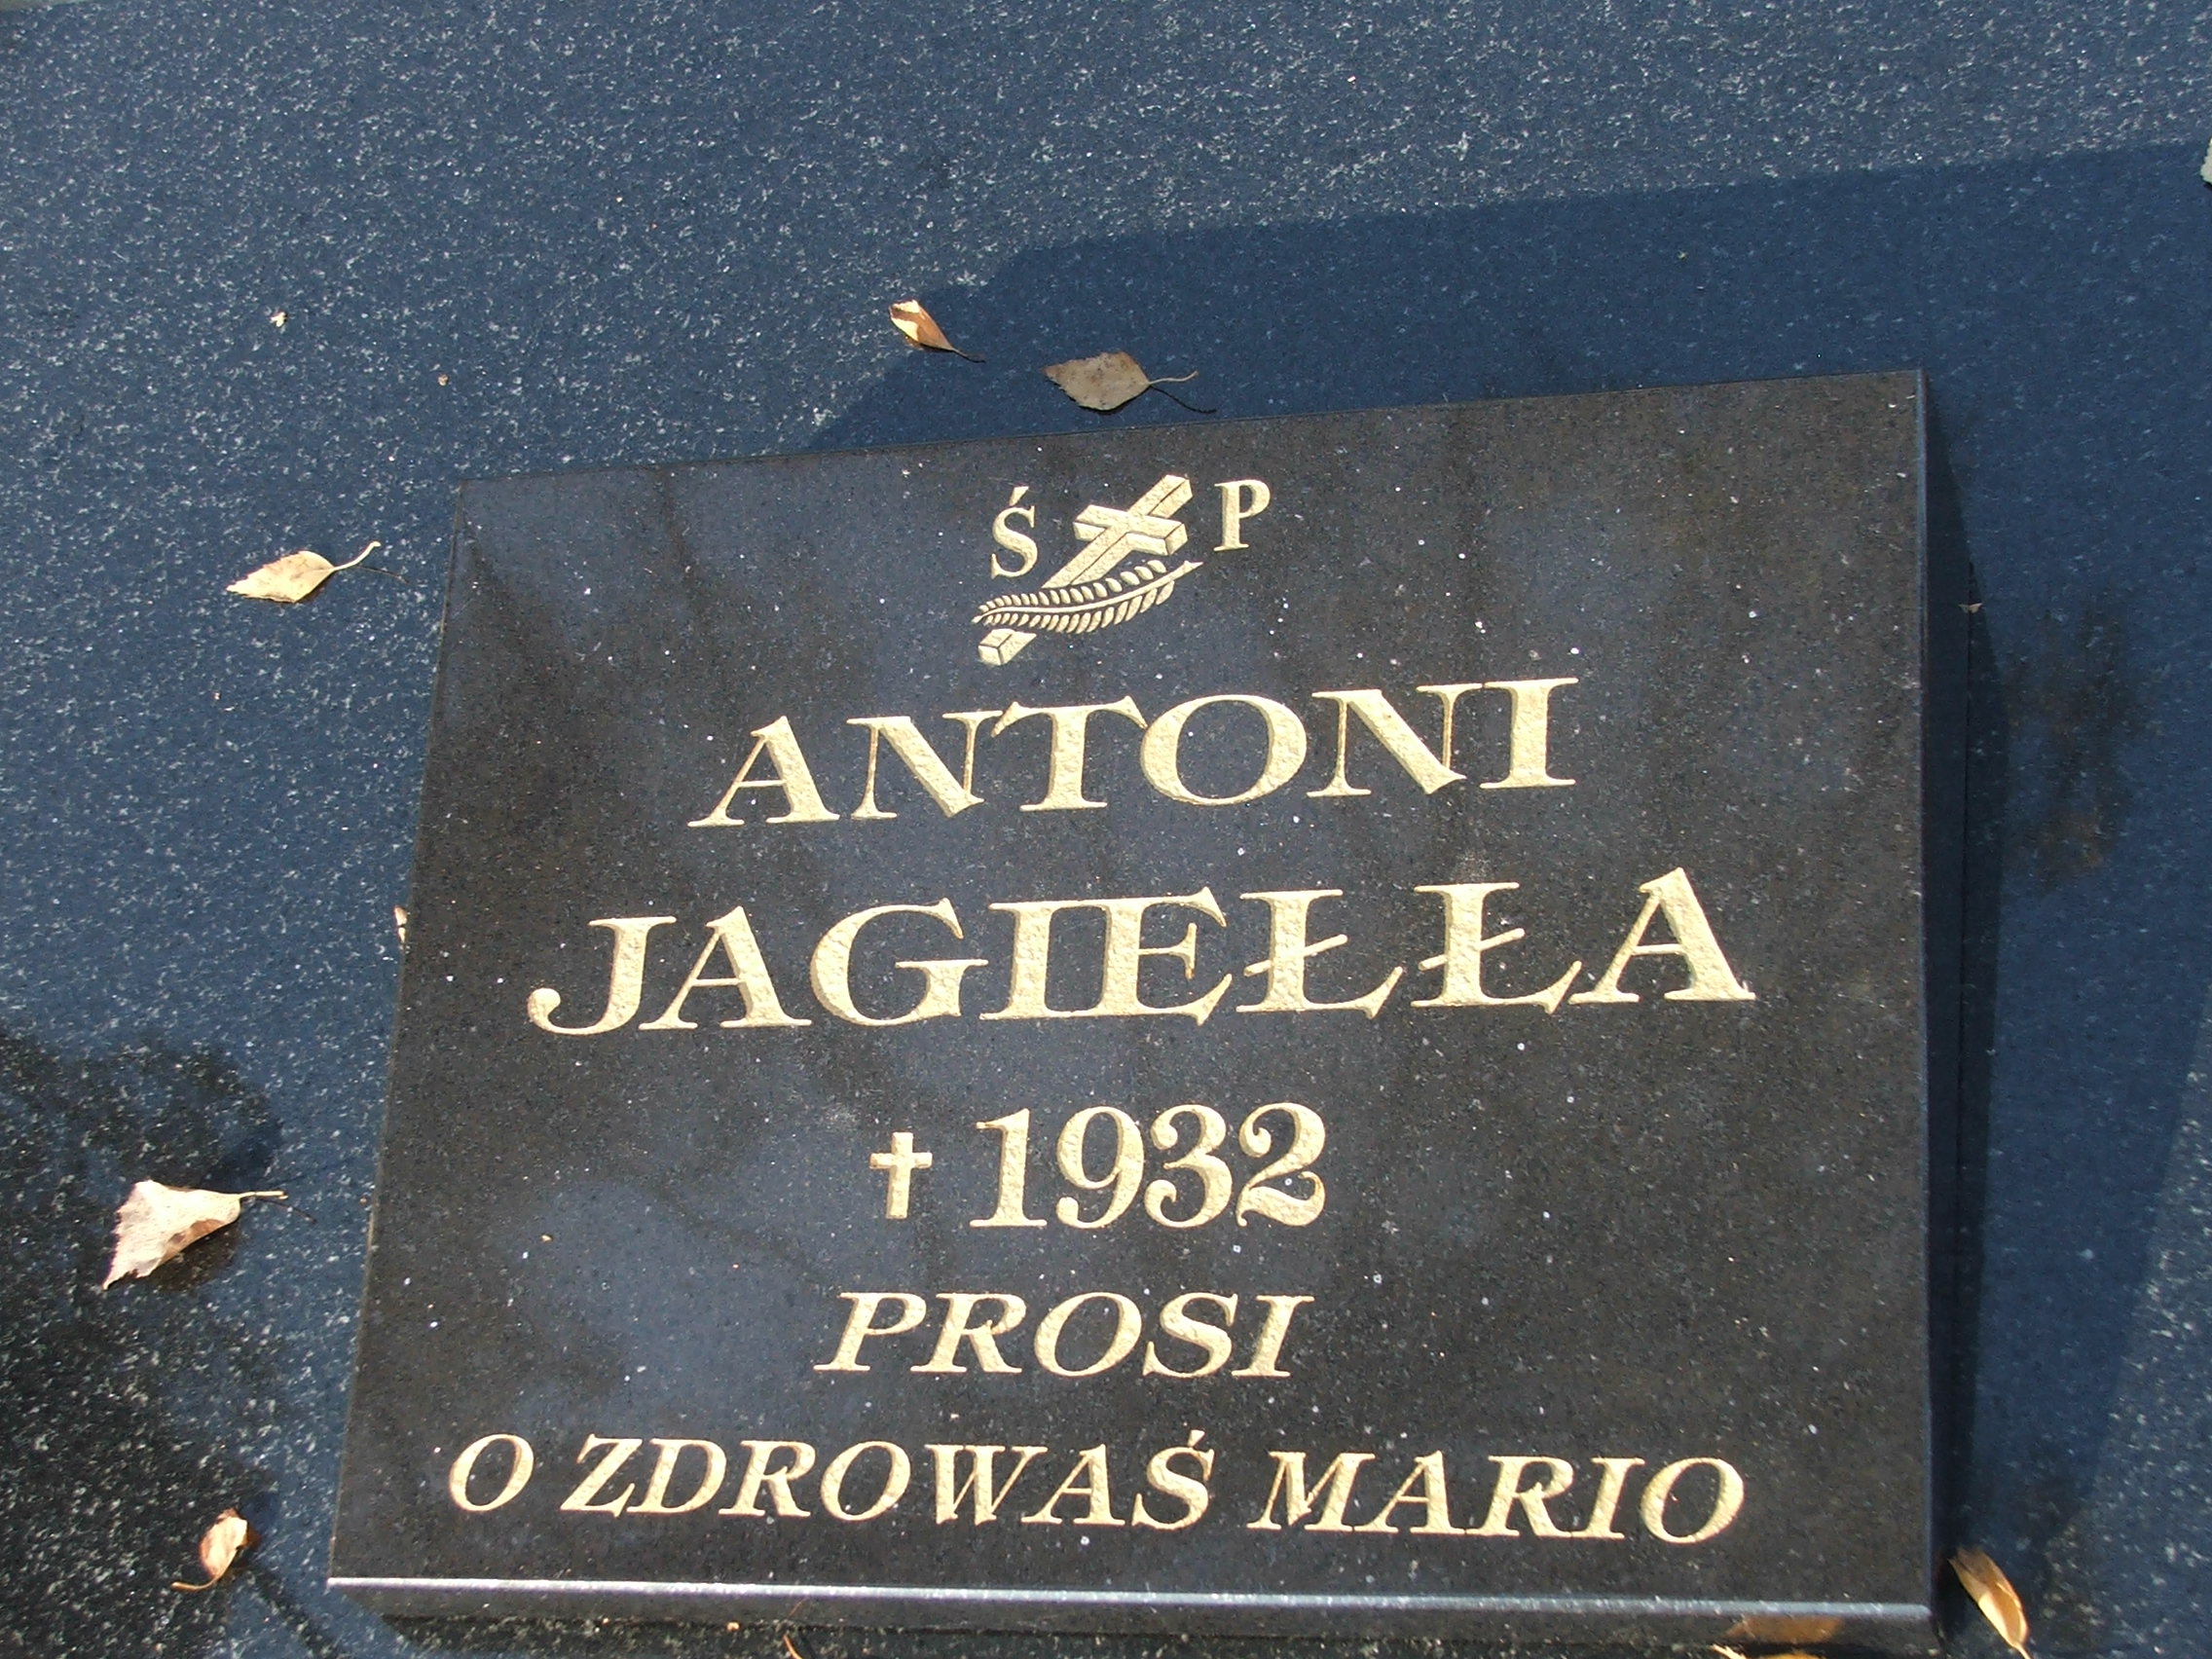 Ś P
ANTONI
JAGIEŁŁA
✝ 1932
PROSI
O ZDROWAŚ MARIO